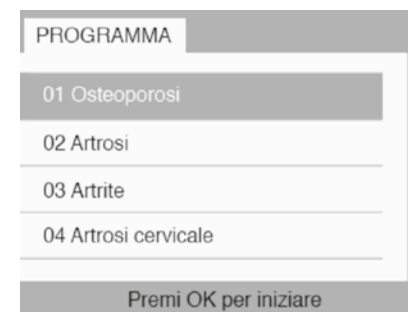 PROGRAMMA
01 Osteoporosi
02 Artrosi
03 Artrite
04 Artrosi cervicale
Premi OK per iniziare